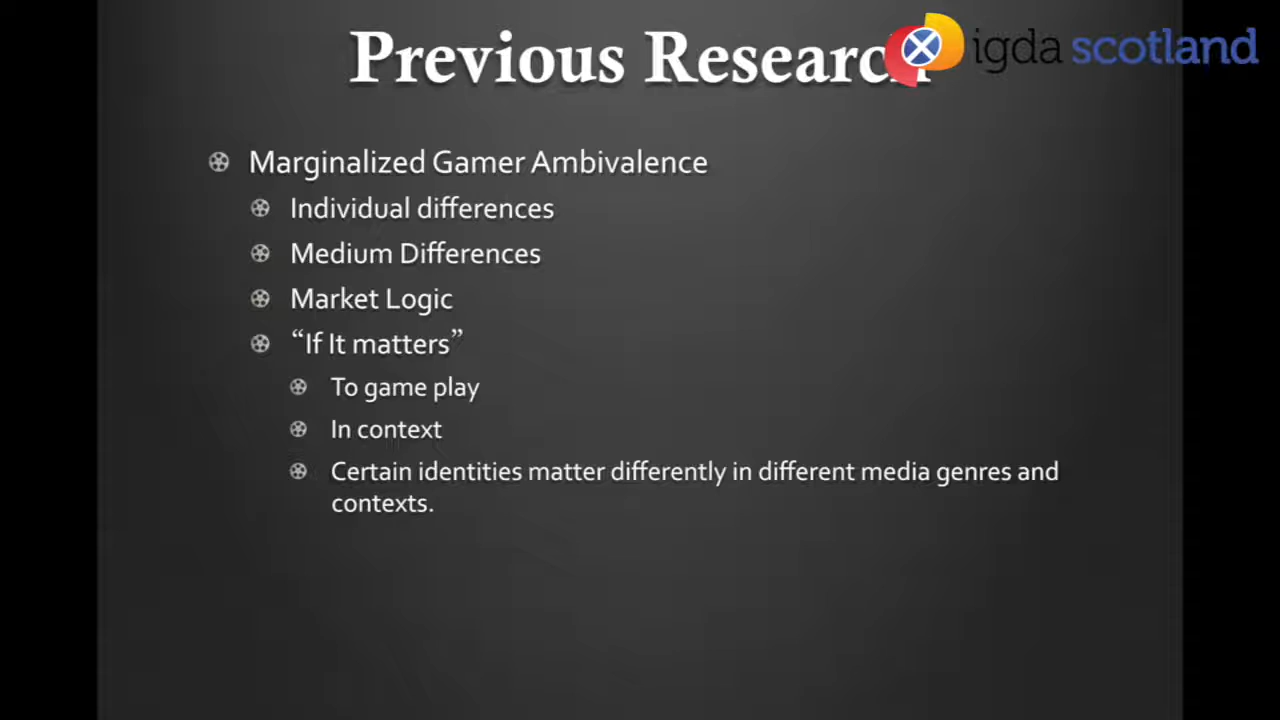 Previous Research
igda scotland
Marginalized Gamer Ambivalence
Individual differences
Medium Differences
Market Logic
“If It matters”
To game play
In context
Certain identities matter differently in different media genres and
contexts.